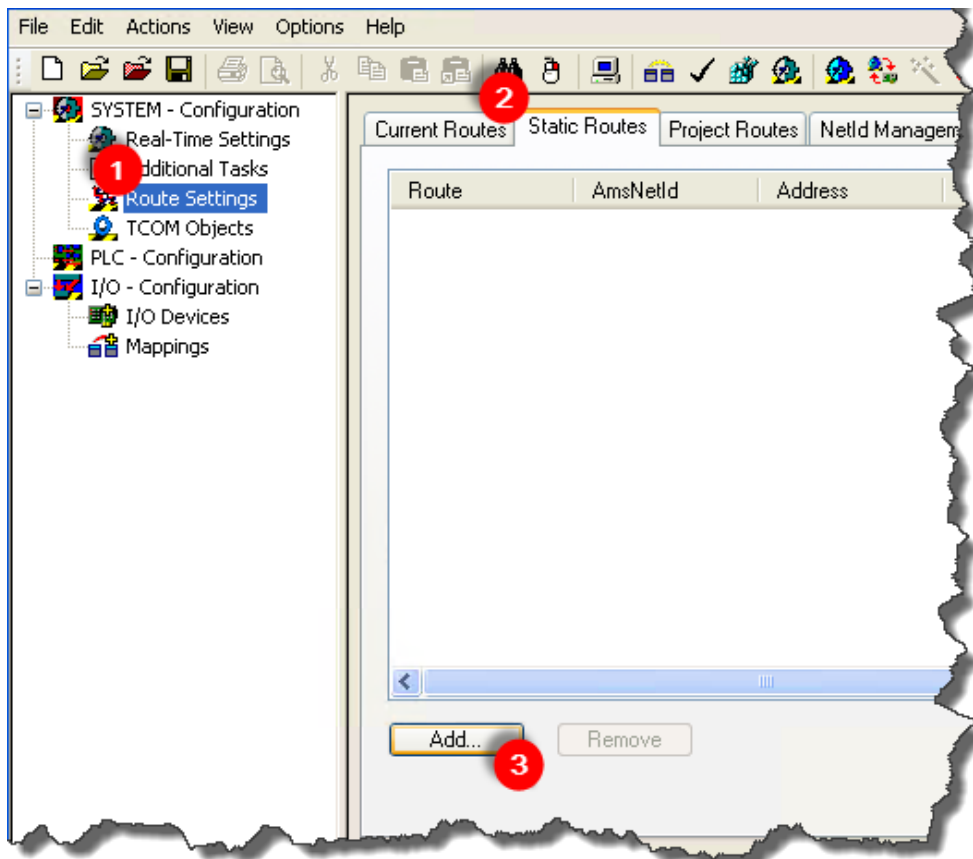 File Edit Actions View Options Help
2
SYSTEM - Configuration
Real-Time Settings
1
dditional Tasks
Route Settings
TCOM Objects
PLC - Configuration
I/O - Configuration
I/O Devices
Mappings
Current Routes Static Routes Project Routes NetId Managem
Route AmsNetId Address
Add... Remove
3